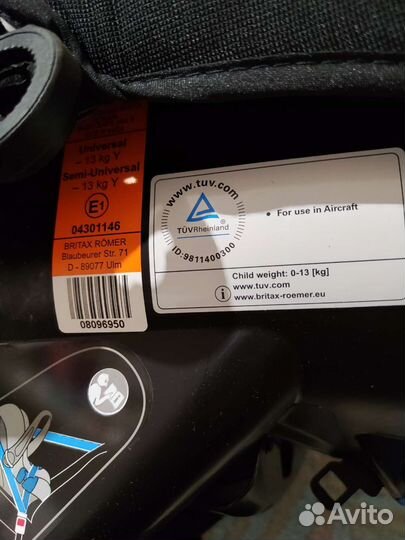 Universal
– 13 kg Y
Semi-Universal
– 13 kg Y
E1
04301146
BRITAX RÖMER
Blaubeurer Str. 71
D – 89077 Ulm
08096950
www.tuv.com
TÜVRheinland
ID:9811400300
• For use in Aircraft
Child weight: 0-13 [kg]
www.tuv.com
www.britax-roemer.eu
Avito